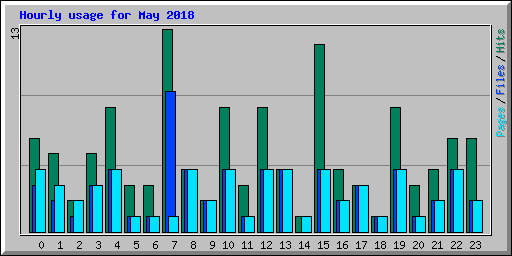 Hourly usage for May 2018
13
Pages / Files / Hits
0 1 2 3 4 5 6 7 8 9 10 11 12 13 14 15 16 17 18 19 20 21 22 23